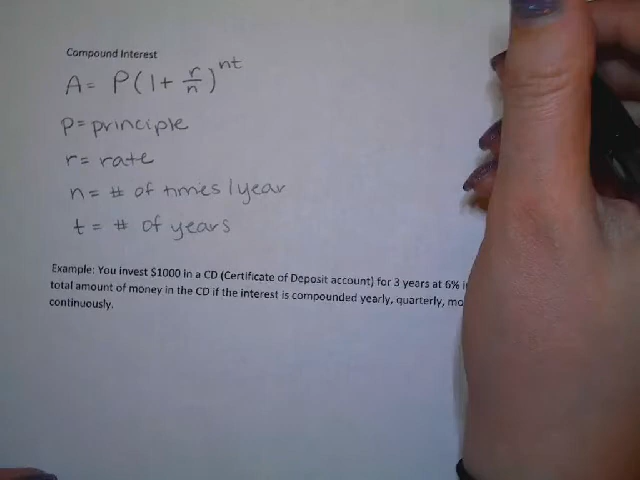 Compound Interest
A = P(1 + r/n)^nt
P = principle
r = rate
n = # of times/year
t = # of years
Example: You invest $1000 in a CD (Certificate of Deposit account) for 3 years at 6%
total amount of money in the CD if the interest is compounded yearly, quarterly,
continuously.